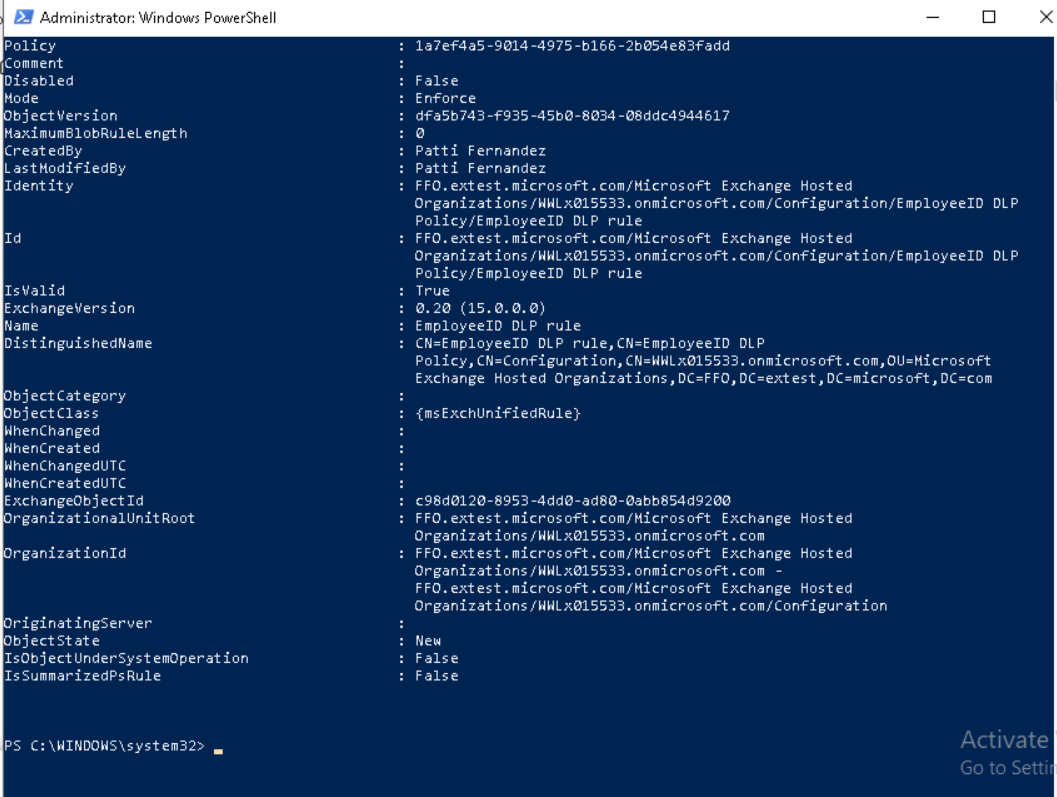 Administrator: Windows PowerShell
Policy : 1a7ef4a5-9014-4975-b166-2b054e83fadd
Comment :
Disabled : False
Mode : Enforce
ObjectVersion : dfa5b743-f935-45b0-8034-08ddc4944617
MaximumBlobRuleLength : 0
CreatedBy : Patti Fernandez
LastModifiedBy : Patti Fernandez
Identity : FFO.extest.microsoft.com/Microsoft Exchange Hosted
Organizations/WWLx015533.onmicrosoft.com/Configuration/EmployeeID DLP
Policy/EmployeeID DLP rule
Id : FFO.extest.microsoft.com/Microsoft Exchange Hosted
Organizations/WWLx015533.onmicrosoft.com/Configuration/EmployeeID DLP
Policy/EmployeeID DLP rule
IsValid : True
ExchangeVersion : 0.20 (15.0.0.0)
Name : EmployeeID DLP rule
DistinguishedName : CN=EmployeeID DLP rule,CN=EmployeeID DLP
Policy,CN=Configuration,CN=WWLx015533.onmicrosoft.com,OU=Microsoft
Exchange Hosted Organizations,DC=FFO,DC=extest,DC=microsoft,DC=com
ObjectCategory :
ObjectClass : {msExchUnifiedRule}
WhenChanged :
WhenCreated :
WhenChangedUTC :
WhenCreatedUTC :
ExchangeObjectId : c98d0120-8953-4dd0-ad80-0abb854d9200
OrganizationalUnitRoot : FFO.extest.microsoft.com/Microsoft Exchange Hosted
Organizations/WWLx015533.onmicrosoft.com
OrganizationId : FFO.extest.microsoft.com/Microsoft Exchange Hosted
Organizations/WWLx015533.onmicrosoft.com -
FFO.extest.microsoft.com/Microsoft Exchange Hosted
Organizations/WWLx015533.onmicrosoft.com/Configuration
OriginatingServer :
ObjectState : New
IsObjectUnderSystemOperation : False
IsSummarizedPsRule : False
PS C:\WINDOWS\system32>
Activate
Go to Settin